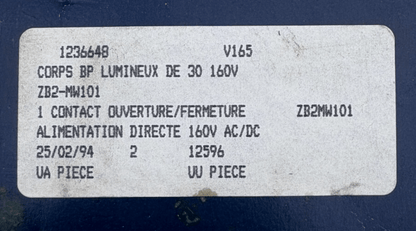 1236648 V165
CORPS BP LUMINEUX DE 30 160V
ZB2-MW101
1 CONTACT OUVERTURE/FERMETURE ZB2MW101
ALIMENTATION DIRECTE 160V AC/DC
25/02/94 2 12596
UA PIECE UU PIECE